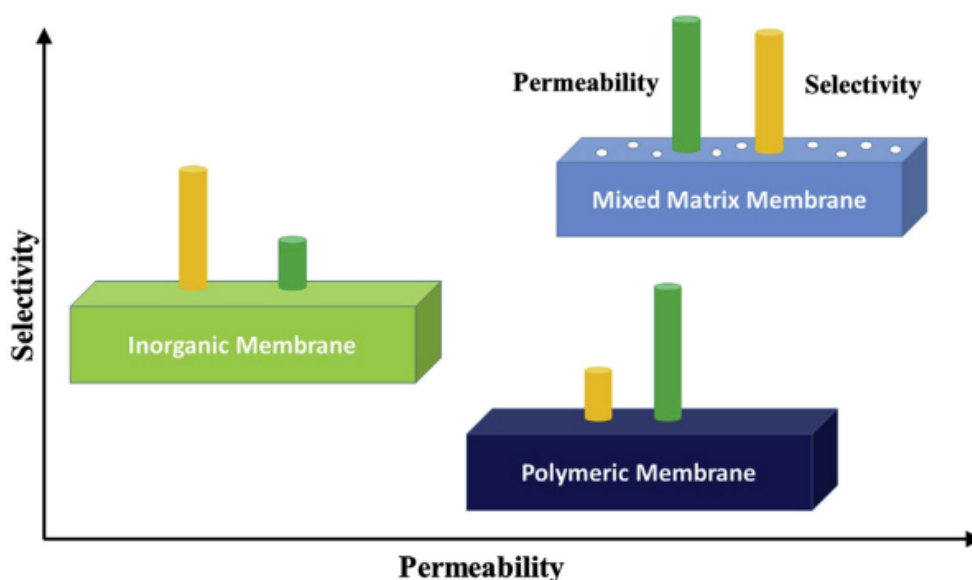 Permeability
Selectivity
Mixed Matrix Membrane
Inorganic Membrane
Polymeric Membrane
Selectivity
Permeability